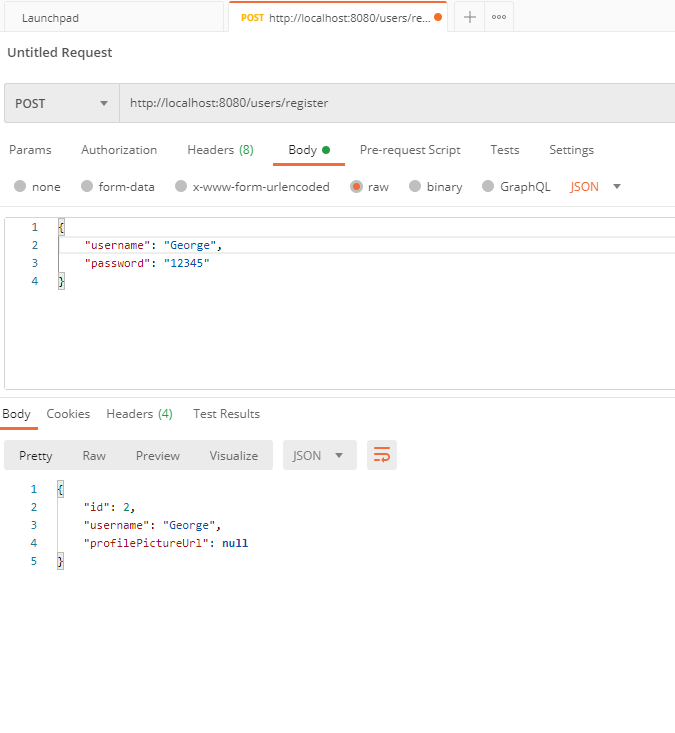 Launchpad
POST http://localhost:8080/users/re...
Untitled Request
POST http://localhost:8080/users/register
Params Authorization Headers (8) Body Pre-request Script Tests Settings
none form-data x-www-form-urlencoded raw binary GraphQL JSON
1 {
2 "username": "George",
3 "password": "12345"
4 }
Body Cookies Headers (4) Test Results
Pretty Raw Preview Visualize JSON
1 {
2 "id": 2,
3 "username": "George",
4 "profilePictureUrl": null
5 }